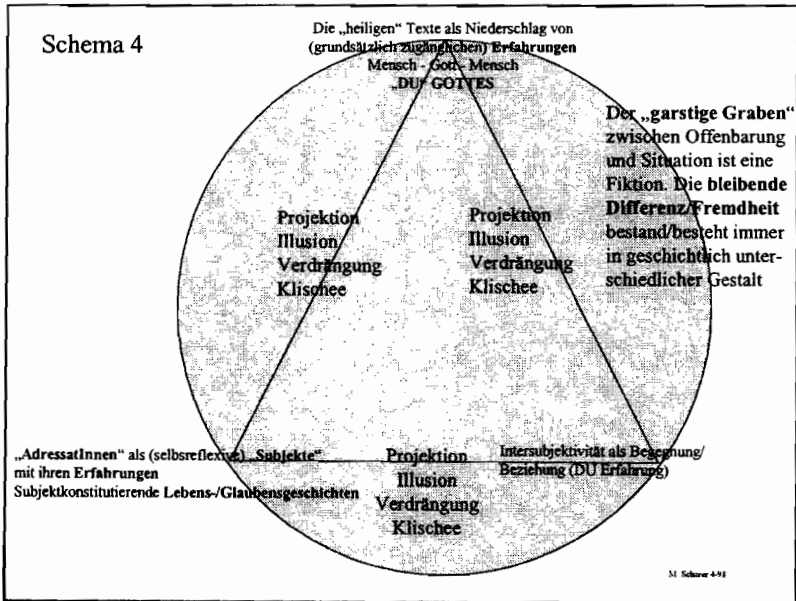 Schema 4
Die „heiligen“ Texte als Niederschlag von
(grundsätzlich zugänglichen) Erfahrungen
Mensch - Gott - Mensch
„DU“ GOTTES
Der „garstige Graben“
zwischen Offenbarung
und Situation ist eine
Fiktion. Die bleibende
Differenz/Fremdheit
bestand/besteht immer
in geschichtlich unter-
schiedlicher Gestalt
Projektion
Illusion
Verdrängung
Klischee
Projektion
Illusion
Verdrängung
Klischee
„AdressatInnen“ als (selbsreflexive) „Subjekte“
mit ihren Erfahrungen
Subjektkonstitutierende Lebens-/Glaubensgeschichten
Projektion
Illusion
Verdrängung
Klischee
Intersubjektivität als Begegnung/
Beziehung (DU Erfahrung)
M. Scharer 4-98